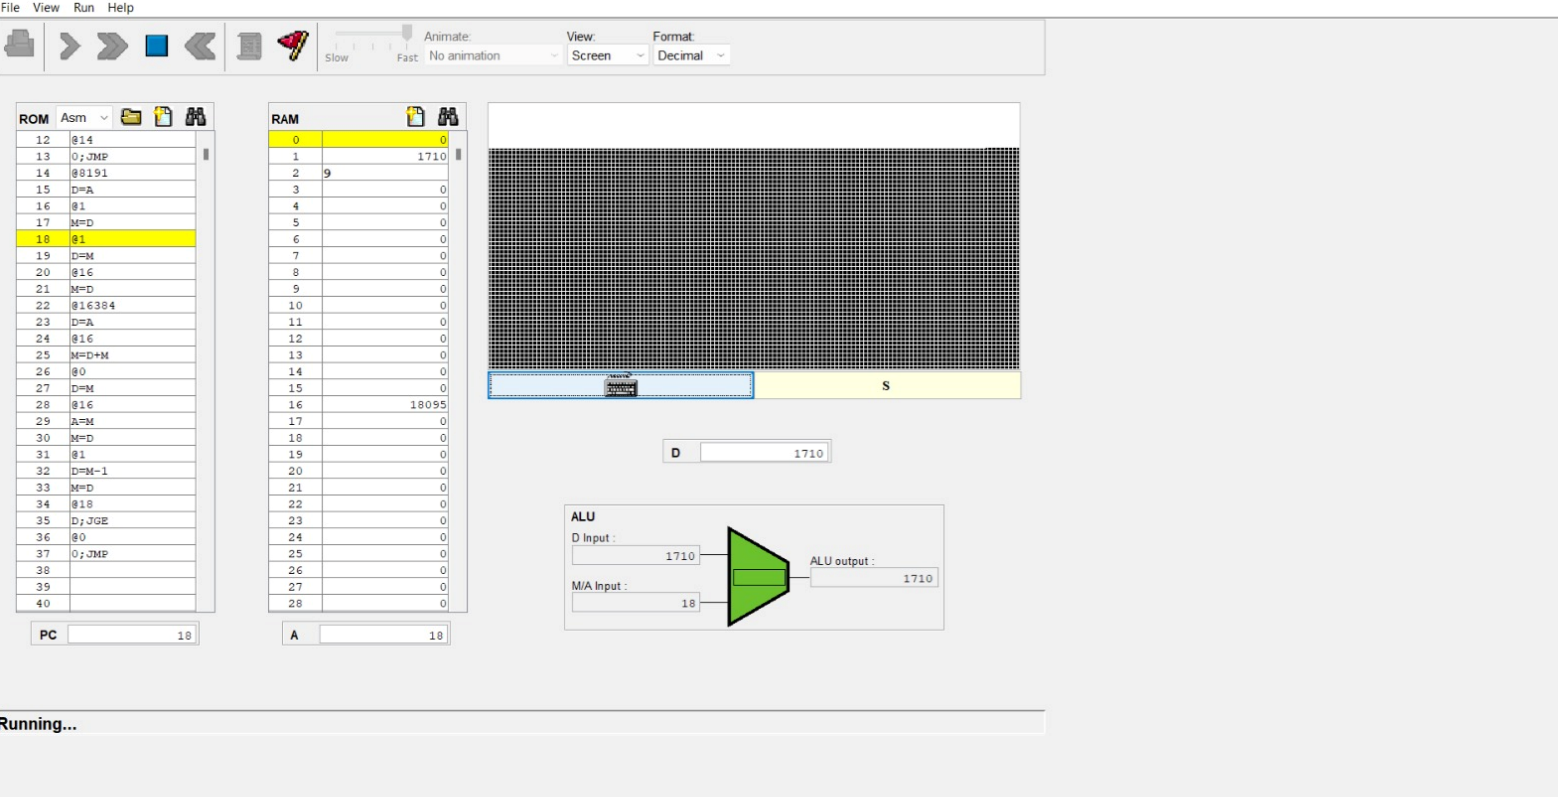 File View Run Help
Animate: View: Format:
Slow Fast No animation Screen Decimal
ROM Asm
12 @14
13 0;JMP
14 @8191
15 D=A
16 @1
17 M=D
18 @1
19 D=M
20 @16
21 M=D
22 @16384
23 D=A
24 @16
25 M=D+M
26 @0
27 D=M
28 @16
29 A=M
30 M=D
31 @1
32 D=M-1
33 M=D
34 @18
35 D;JGE
36 @0
37 0;JMP
38
39
40
PC 18
RAM
0 0
1 1710
2 9
3 0
4 0
5 0
6 0
7 0
8 0
9 0
10 0
11 0
12 0
13 0
14 0
15 0
16 18095
17 0
18 0
19 0
20 0
21 0
22 0
23 0
24 0
25 0
26 0
27 0
28 0
A 18
S
D 1710
ALU
D Input :
1710
M/A Input :
18
ALU output :
1710
Running...